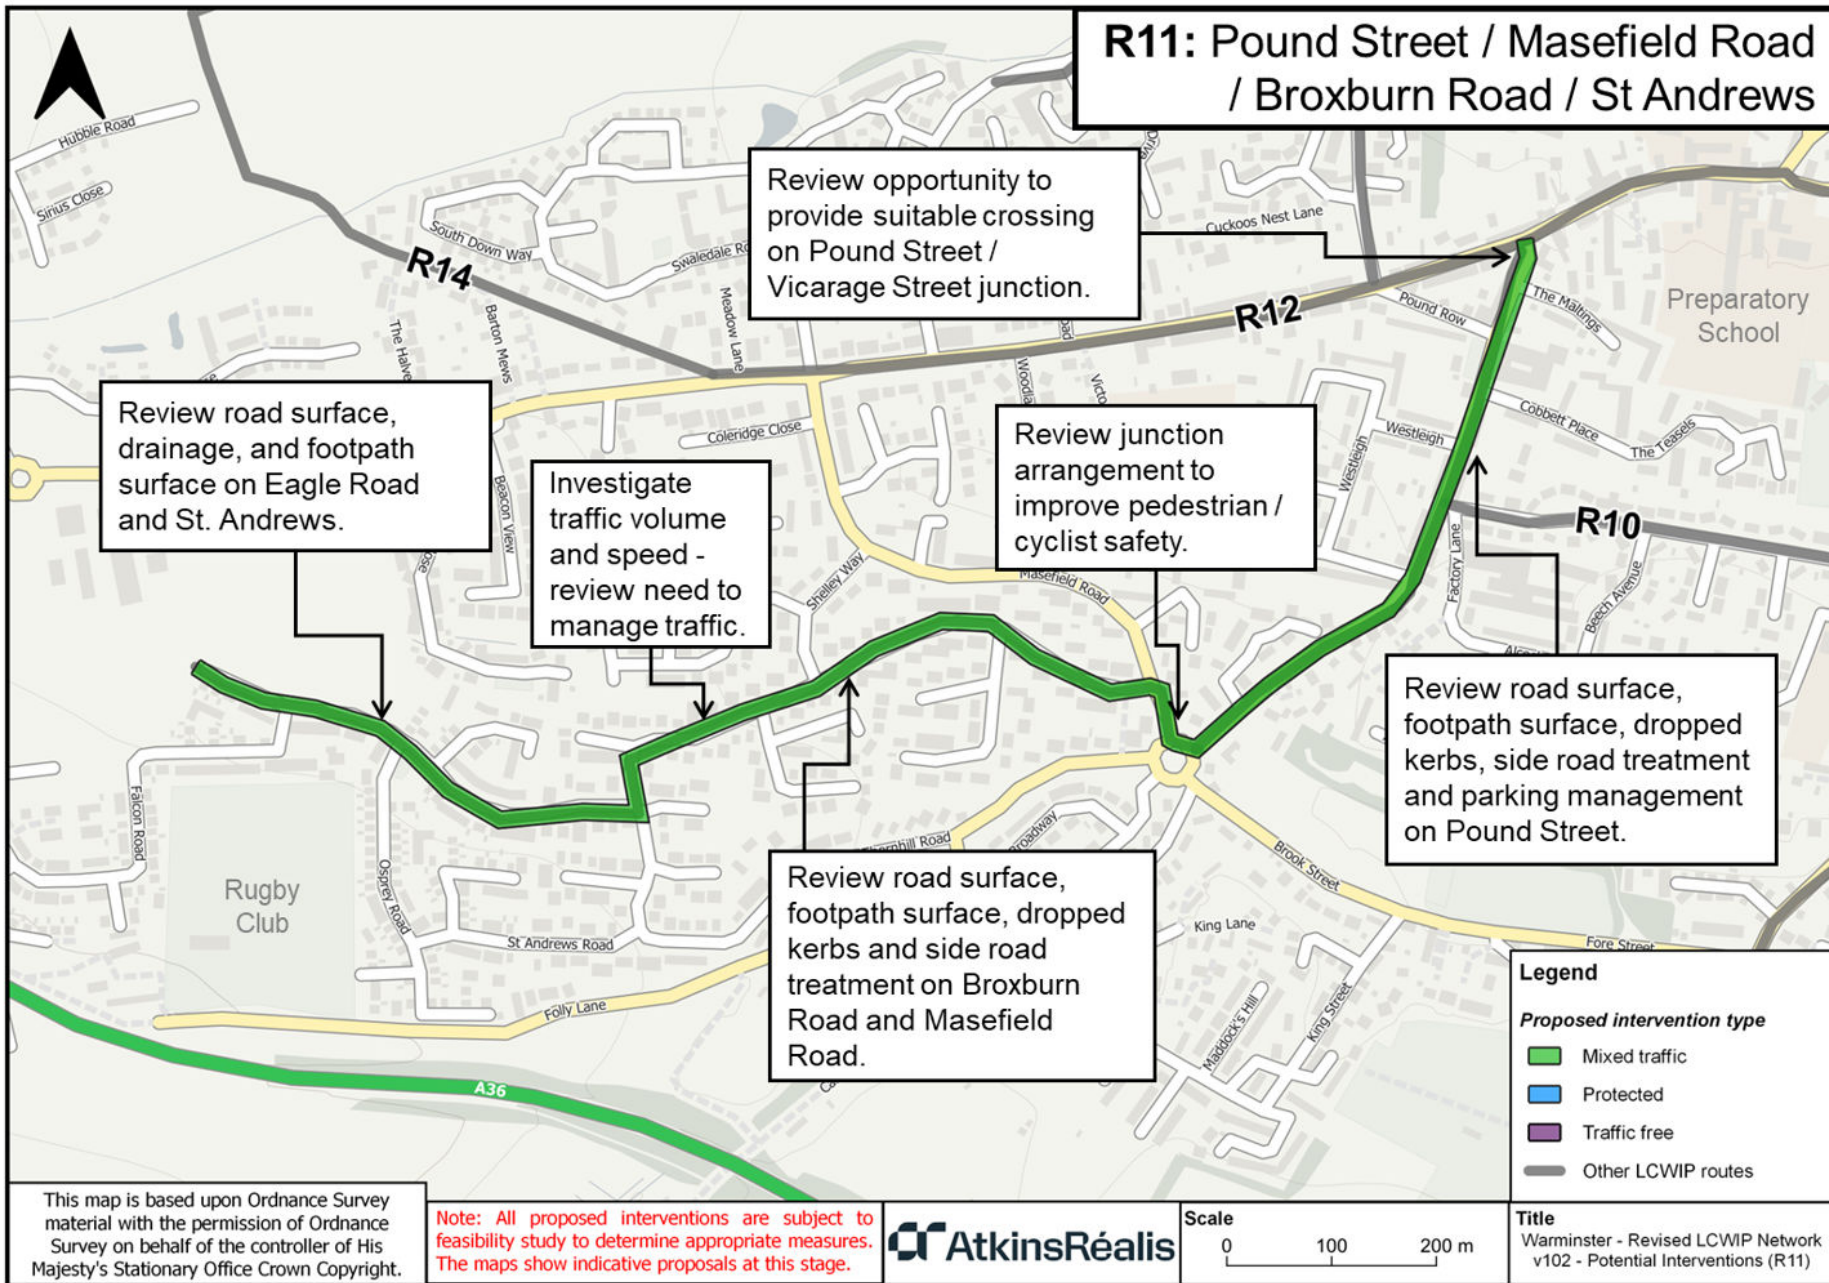 R11: Pound Street / Masefield Road
/ Broxburn Road / St Andrews
Hubble Road
Sirius Close
South Down Way
R14
Review opportunity to
provide suitable crossing
on Pound Street /
Vicarage Street junction.
Cuckoos Nest Lane
R12
Pound Row
The Maltings
Preparatory
School
Meadow Lane
Barton Mews
Coleridge Close
Review road surface,
drainage, and footpath
surface on Eagle Road
and St. Andrews.
Beacon View
Investigate
traffic volume
and speed -
review need to
manage traffic.
Review junction
arrangement to
improve pedestrian /
cyclist safety.
Westleigh
Westleigh
Cobbett Place
The Teasels
R10
Factory Lane
Beech Avenue
Shelley Way
Masefield Road
Review road surface,
footpath surface, dropped
kerbs, side road treatment
and parking management
on Pound Street.
Falcon Road
Rugby
Club
Osprey Road
St Andrews Road
Folly Lane
A36
Thornhill Road
Broadway
Review road surface,
footpath surface, dropped
kerbs and side road
treatment on Broxburn
Road and Masefield
Road.
Brook Street
King Lane
Fore Street
King Street
Maddock's Hill
Legend
Proposed intervention type
Mixed traffic
Protected
Traffic free
Other LCWIP routes
This map is based upon Ordnance Survey
material with the permission of Ordnance
Survey on behalf of the controller of His
Majesty's Stationary Office Crown Copyright.
Note: All proposed interventions are subject to
feasibility study to determine appropriate measures.
The maps show indicative proposals at this stage.
AtkinsRéalis
Scale
0 100 200 m
Title
Warminster - Revised LCWIP Network
v102 - Potential Interventions (R11)